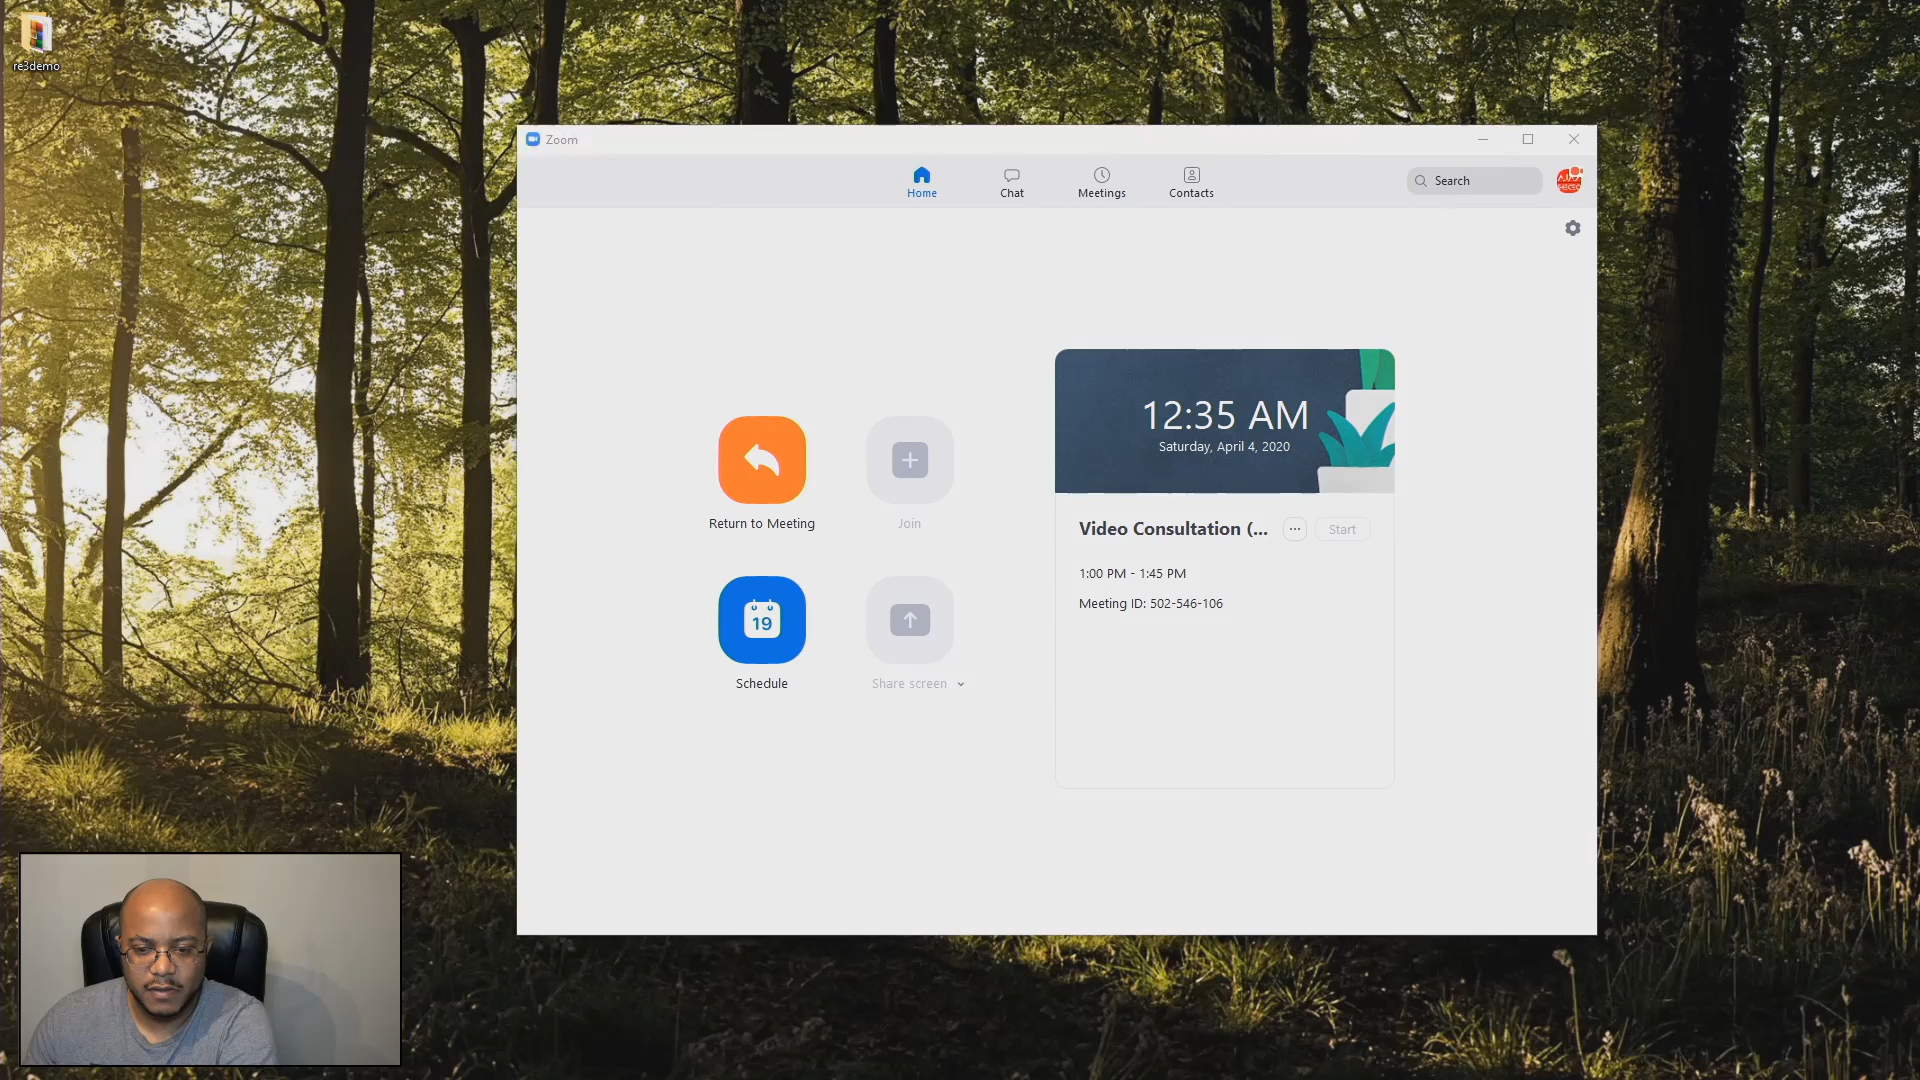 re3demo
Zoom
Home
Chat
Meetings
Contacts
Search
12:35 AM
Saturday, April 4, 2020
Return to Meeting
Join
Video Consultation (...
Start
1:00 PM - 1:45 PM
Meeting ID: 502-546-106
19
Schedule
Share screen